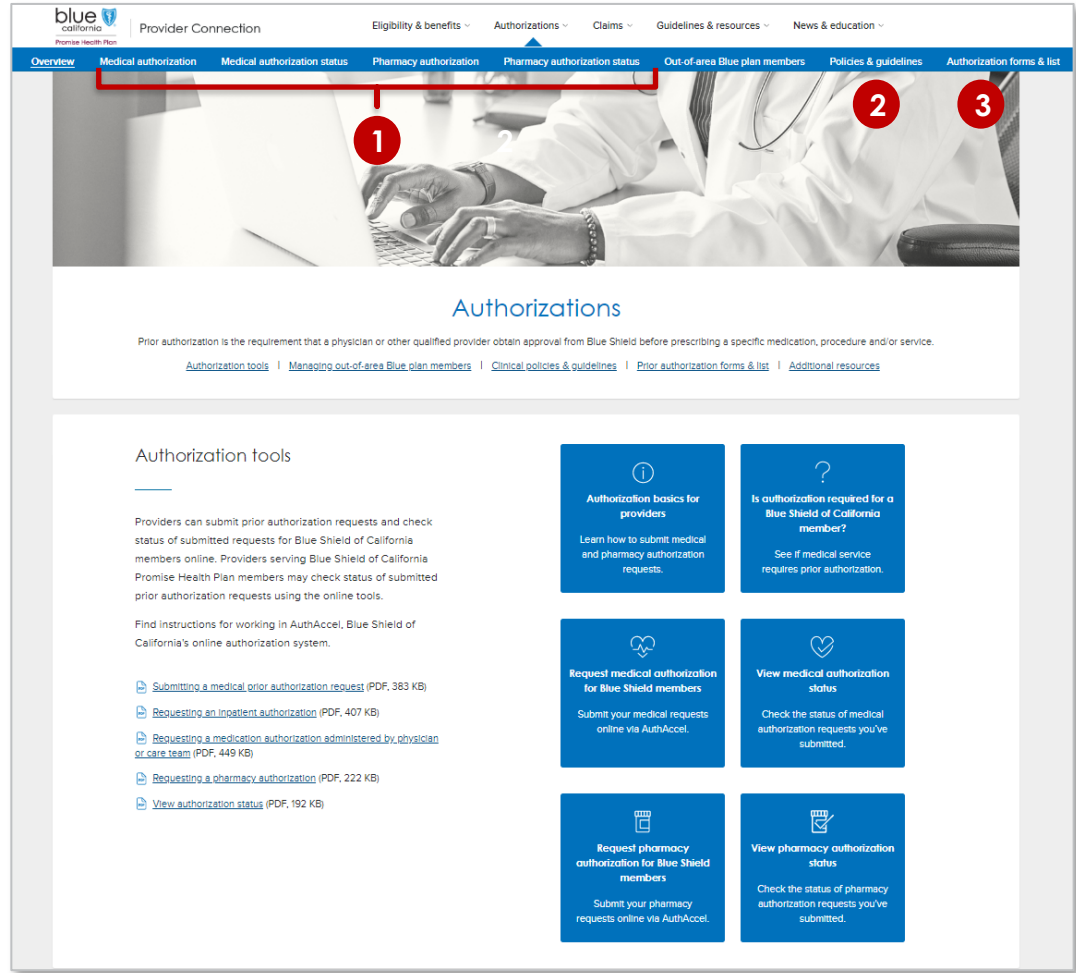 blue
california
Promise Health Plan
Provider Connection
Eligibility & benefits
Authorizations
Claims
Guidelines & resources
News & education
Overview
Medical authorization
Medical authorization status
Pharmacy authorization
Pharmacy authorization status
Out-of-area Blue plan members
Policies & guidelines
Authorization forms & list
1
2
2
3
Authorizations
Prior authorization is the requirement that a physician or other qualified provider obtain approval from Blue Shield before prescribing a specific medication, procedure and/or service.
Authorization tools | Managing out-of-area Blue plan members | Clinical policies & guidelines | Prior authorization forms & list | Additional resources
Authorization tools
Providers can submit prior authorization requests and check
status of submitted requests for Blue Shield of California
members online. Providers serving Blue Shield of California
Promise Health Plan members may check status of submitted
prior authorization requests using the online tools.
Find instructions for working in AuthAccel, Blue Shield of
California's online authorization system.
Submitting a medical prior authorization request (PDF, 383 KB)
Requesting an inpatient authorization (PDF, 407 KB)
Requesting a medication authorization administered by physician
or care team (PDF, 449 KB)
Requesting a pharmacy authorization (PDF, 222 KB)
View authorization status (PDF, 192 KB)
Authorization basics for
providers
Learn how to submit medical
and pharmacy authorization
requests.
Is authorization required for a
Blue Shield of California
member?
See if medical service
requires prior authorization.
Request medical authorization
for Blue Shield members
Submit your medical requests
online via AuthAccel.
View medical authorization
status
Check the status of medical
authorization requests you've
submitted.
Request pharmacy
authorization for Blue Shield
members
Submit your pharmacy
requests online via AuthAccel.
View pharmacy authorization
status
Check the status of pharmacy
authorization requests you've
submitted.